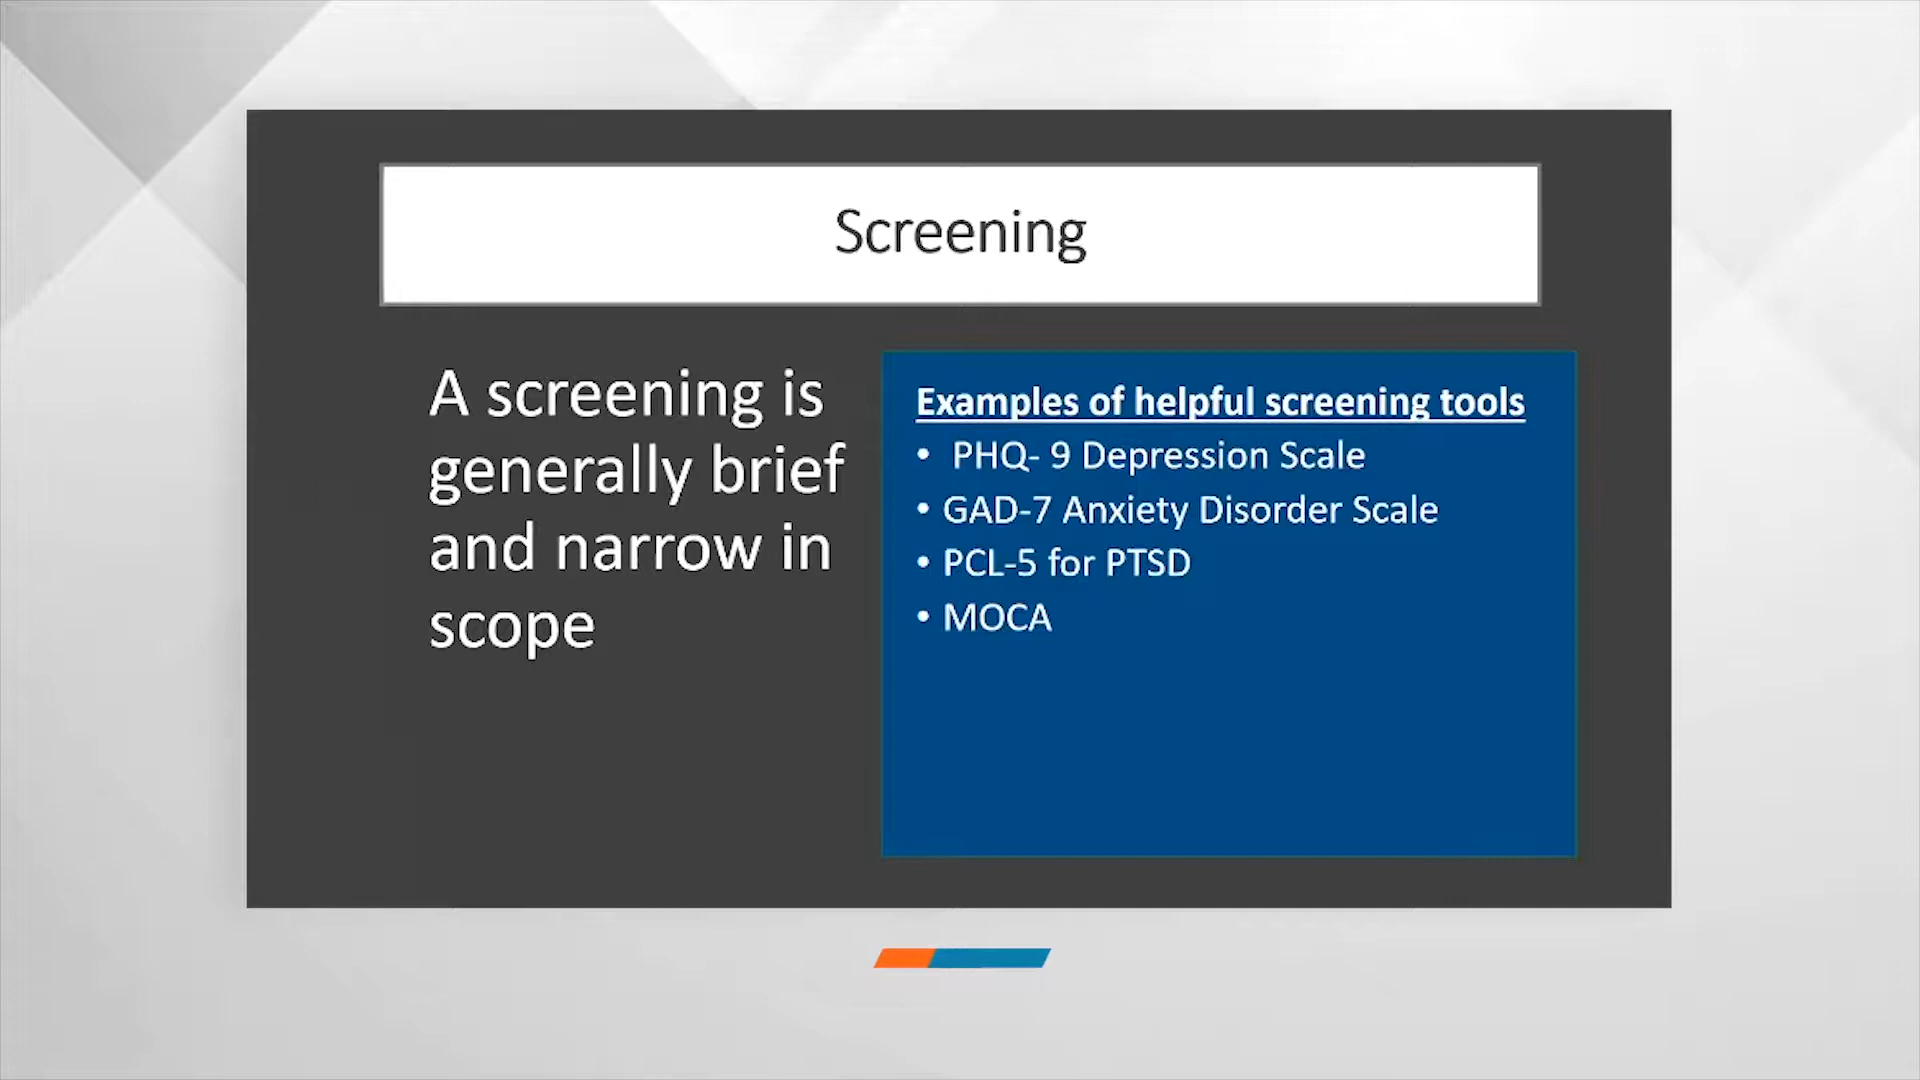 Screening
A screening is
generally brief
and narrow in
scope
Examples of helpful screening tools
• PHQ- 9 Depression Scale
• GAD-7 Anxiety Disorder Scale
• PCL-5 for PTSD
• MOCA